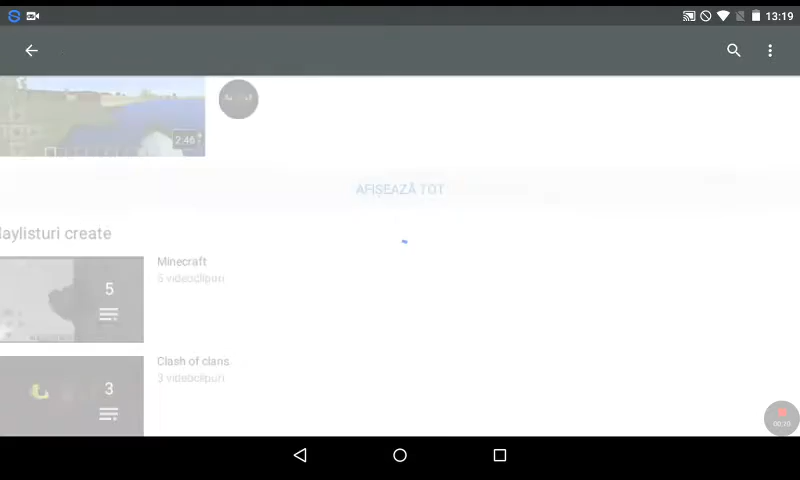 13:19
2:46
AFIȘEAZĂ TOT
laylisturi create
5
Minecraft
5 videoclipuri
3
Clash of clans
3 videoclipuri